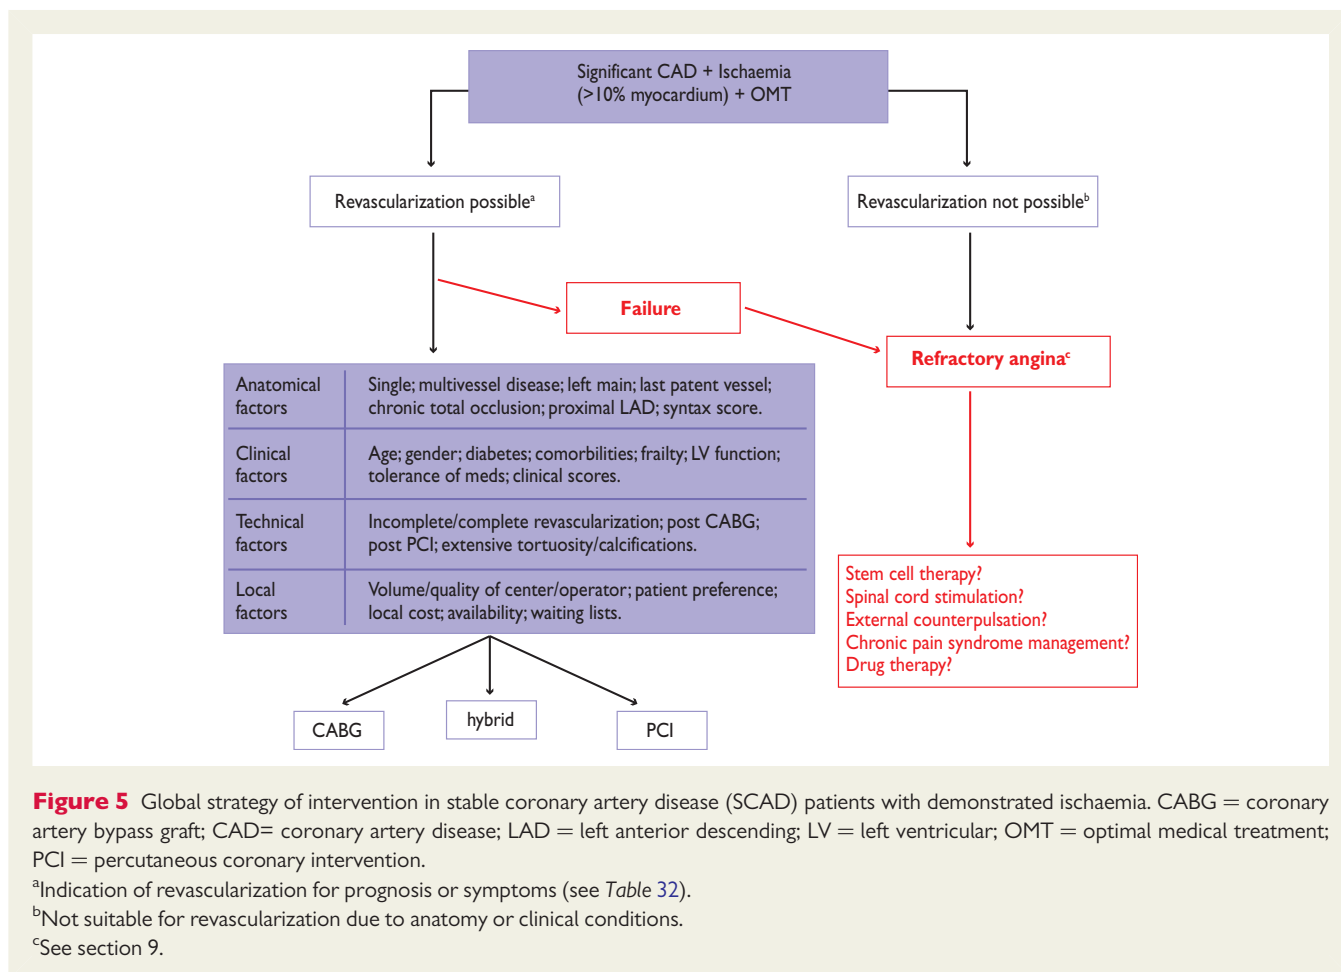 Significant CAD + Ischaemia
(>10% myocardium) + OMT
Revascularization possibleᵃ
Revascularization not possibleᵇ
Failure
Refractory anginaᶜ
Anatomical
factors
Single; multivessel disease; left main; last patent vessel;
chronic total occlusion; proximal LAD; syntax score.
Clinical
factors
Age; gender; diabetes; comorbilities; frailty; LV function;
tolerance of meds; clinical scores.
Technical
factors
Incomplete/complete revascularization; post CABG;
post PCI; extensive tortuosity/calcifications.
Local
factors
Volume/quality of center/operator; patient preference;
local cost; availability; waiting lists.
Stem cell therapy?
Spinal cord stimulation?
External counterpulsation?
Chronic pain syndrome management?
Drug therapy?
CABG
hybrid
PCI
Figure 5 Global strategy of intervention in stable coronary artery disease (SCAD) patients with demonstrated ischaemia. CABG = coronary
artery bypass graft; CAD= coronary artery disease; LAD = left anterior descending; LV = left ventricular; OMT = optimal medical treatment;
PCI = percutaneous coronary intervention.
ᵃIndication of revascularization for prognosis or symptoms (see Table 32).
ᵇNot suitable for revascularization due to anatomy or clinical conditions.
ᶜSee section 9.